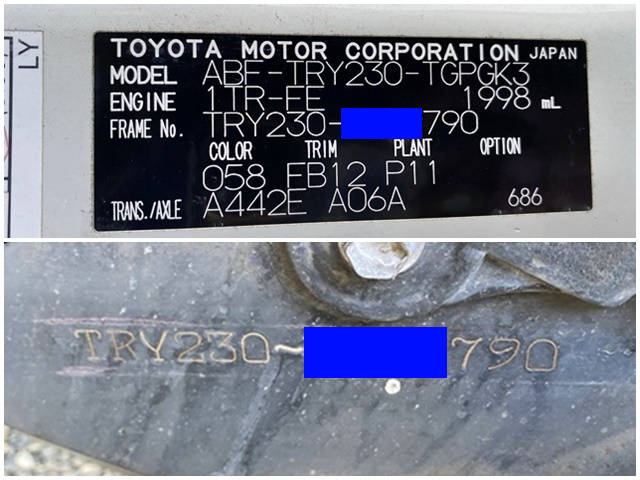 LY
TOYOTA MOTOR CORPORATION JAPAN
MODEL ABF-TRY230-TGPGK3
ENGINE 1TR-FE 1998 mL
FRAME No. TRY230- 790
COLOR TRIM PLANT OPTION
058 FB12 P11
TRANS./AXLE A442E A06A 686
TRY230- 790